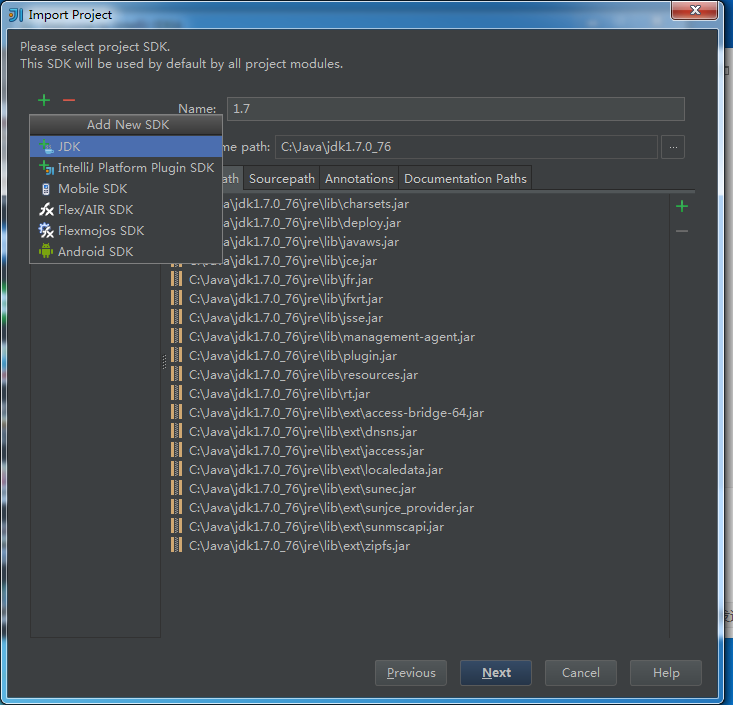 Import Project
Please select project SDK.
This SDK will be used by default by all project modules.
Name: 1.7
Add New SDK
JDK
IntelliJ Platform Plugin SDK
Mobile SDK
Flex/AIR SDK
Flexmojos SDK
Android SDK
me path: C:\Java\jdk1.7.0_76 ...
ath Sourcepath Annotations Documentation Paths
C:\Java\jdk1.7.0_76\jre\lib\charsets.jar
ava\jdk1.7.0_76\jre\lib\deploy.jar
ava\jdk1.7.0_76\jre\lib\javaws.jar
ava\jdk1.7.0_76\jre\lib\jce.jar
C:\Java\jdk1.7.0_76\jre\lib\jfr.jar
C:\Java\jdk1.7.0_76\jre\lib\jfxrt.jar
C:\Java\jdk1.7.0_76\jre\lib\jsse.jar
C:\Java\jdk1.7.0_76\jre\lib\management-agent.jar
C:\Java\jdk1.7.0_76\jre\lib\plugin.jar
C:\Java\jdk1.7.0_76\jre\lib\resources.jar
C:\Java\jdk1.7.0_76\jre\lib\rt.jar
C:\Java\jdk1.7.0_76\jre\lib\ext\access-bridge-64.jar
C:\Java\jdk1.7.0_76\jre\lib\ext\dnsns.jar
C:\Java\jdk1.7.0_76\jre\lib\ext\jaccess.jar
C:\Java\jdk1.7.0_76\jre\lib\ext\localedata.jar
C:\Java\jdk1.7.0_76\jre\lib\ext\sunec.jar
C:\Java\jdk1.7.0_76\jre\lib\ext\sunjce_provider.jar
C:\Java\jdk1.7.0_76\jre\lib\ext\sunmscapi.jar
C:\Java\jdk1.7.0_76\jre\lib\ext\zipfs.jar
Previous Next Cancel Help